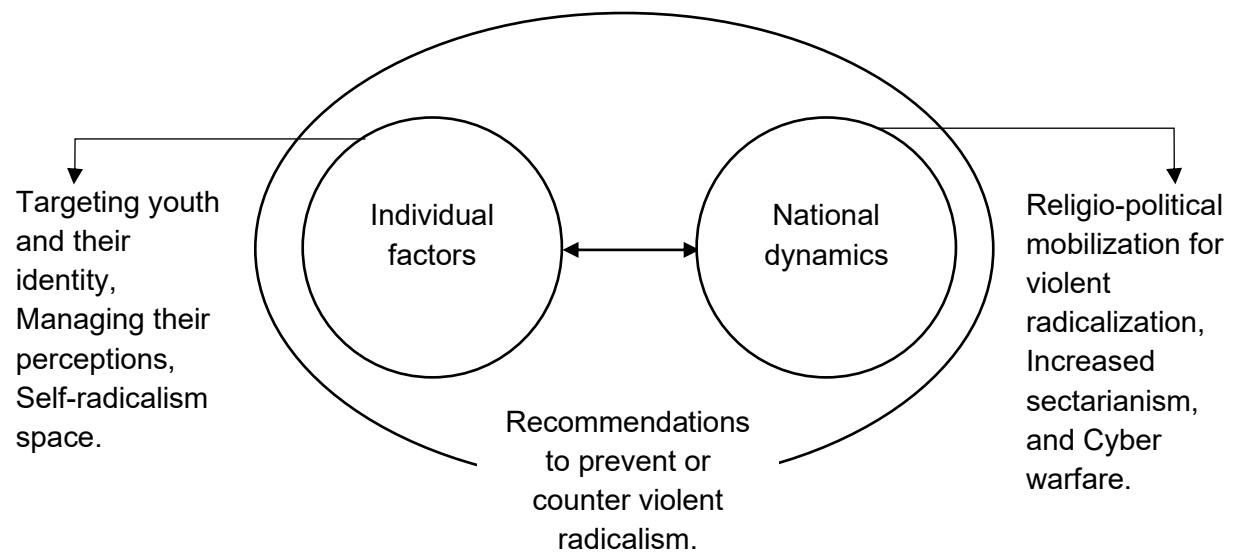 Targeting youth
and their
identity,
Managing their
perceptions,
Self-radicalism
space.
Individual
factors
National
dynamics
Religio-political
mobilization for
violent
radicalization,
Increased
sectarianism,
and Cyber
warfare.
Recommendations
to prevent or
counter violent
radicalism.